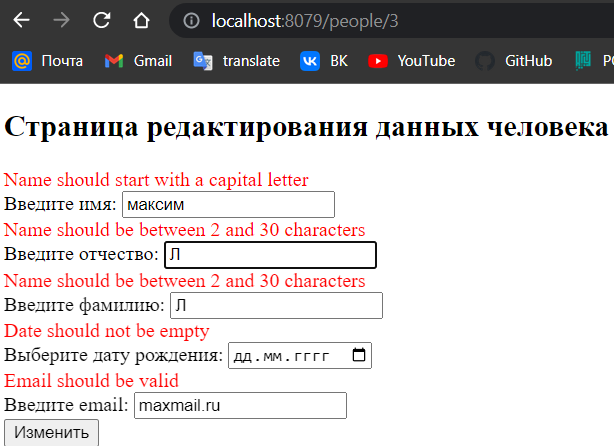 localhost:8079/people/3
Почта Gmail translate ВК YouTube GitHub
Страница редактирования данных человека
Name should start with a capital letter
Введите имя: максим
Name should be between 2 and 30 characters
Введите отчество: Л
Name should be between 2 and 30 characters
Введите фамилию: Л
Date should not be empty
Выберите дату рождения: дд.мм.гггг
Email should be valid
Введите email: maxmail.ru
Изменить